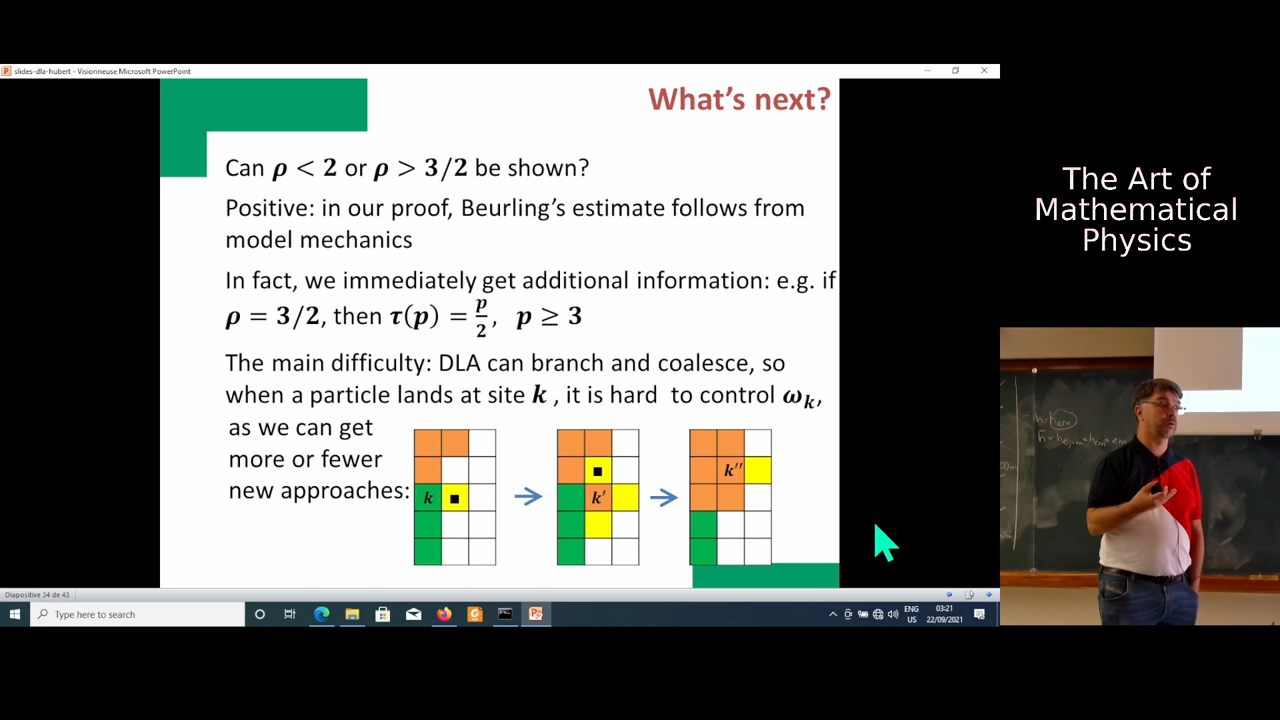 slides-dla-hubert - Visionneuse Microsoft PowerPoint
What's next?
Can ρ < 2 or ρ > 3/2 be shown?
Positive: in our proof, Beurling's estimate follows from
model mechanics
In fact, we immediately get additional information: e.g. if
ρ = 3/2, then τ(p) = p/2, p ≥ 3
The main difficulty: DLA can branch and coalesce, so
when a particle lands at site k , it is hard to control ω_k,
as we can get
more or fewer
new approaches:
k
k'
k''
The Art of
Mathematical
Physics
Diapositive 34 de 43
Type here to search
ENG
US
03:21
22/09/2021